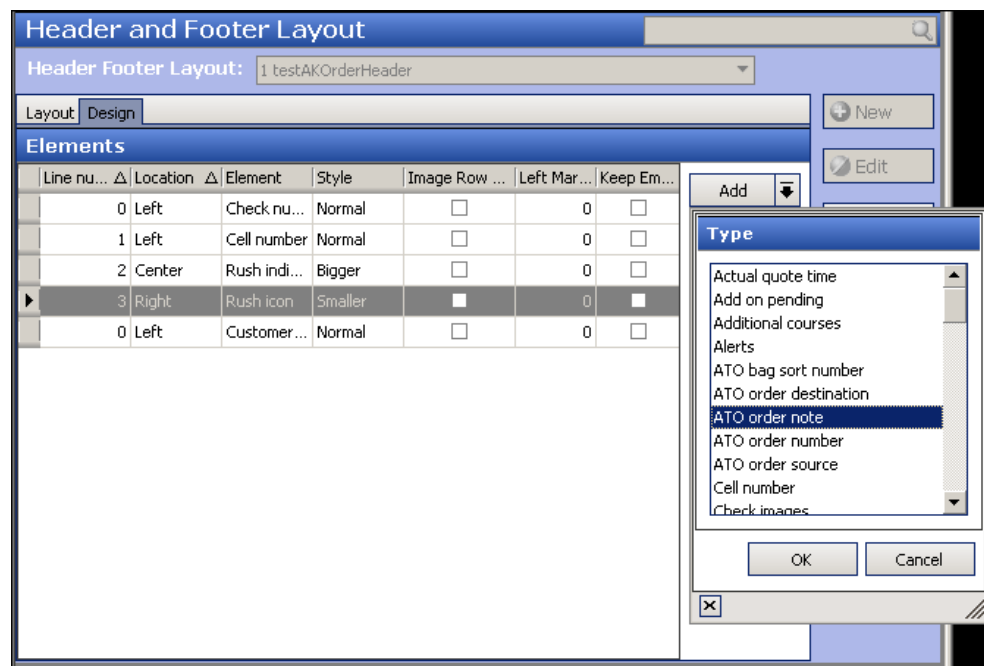 Header and Footer Layout
Header Footer Layout: 1 testAKOrderHeader
Layout Design
New
Elements
Edit
Line nu... Location Element Style Image Row ... Left Mar... Keep Em...
Add
0 Left Check nu... Normal 0
1 Left Cell number Normal 0
2 Center Rush indi... Bigger 0
3 Right Rush icon Smaller 0
0 Left Customer... Normal 0
Type
Actual quote time
Add on pending
Additional courses
Alerts
ATO bag sort number
ATO order destination
ATO order note
ATO order number
ATO order source
Cell number
Check images
OK Cancel